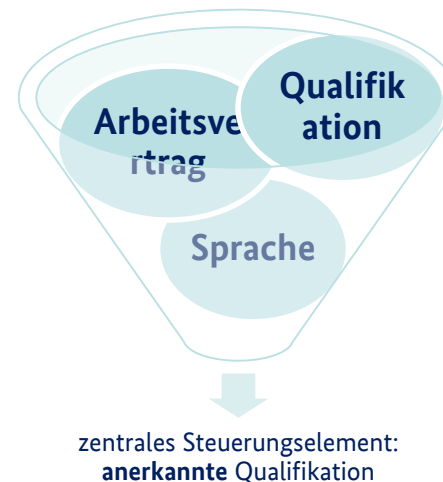 Qualifik
ation
Arbeitsve
rtrag
Sprache
zentrales Steuerungselement:
anerkannte Qualifikation